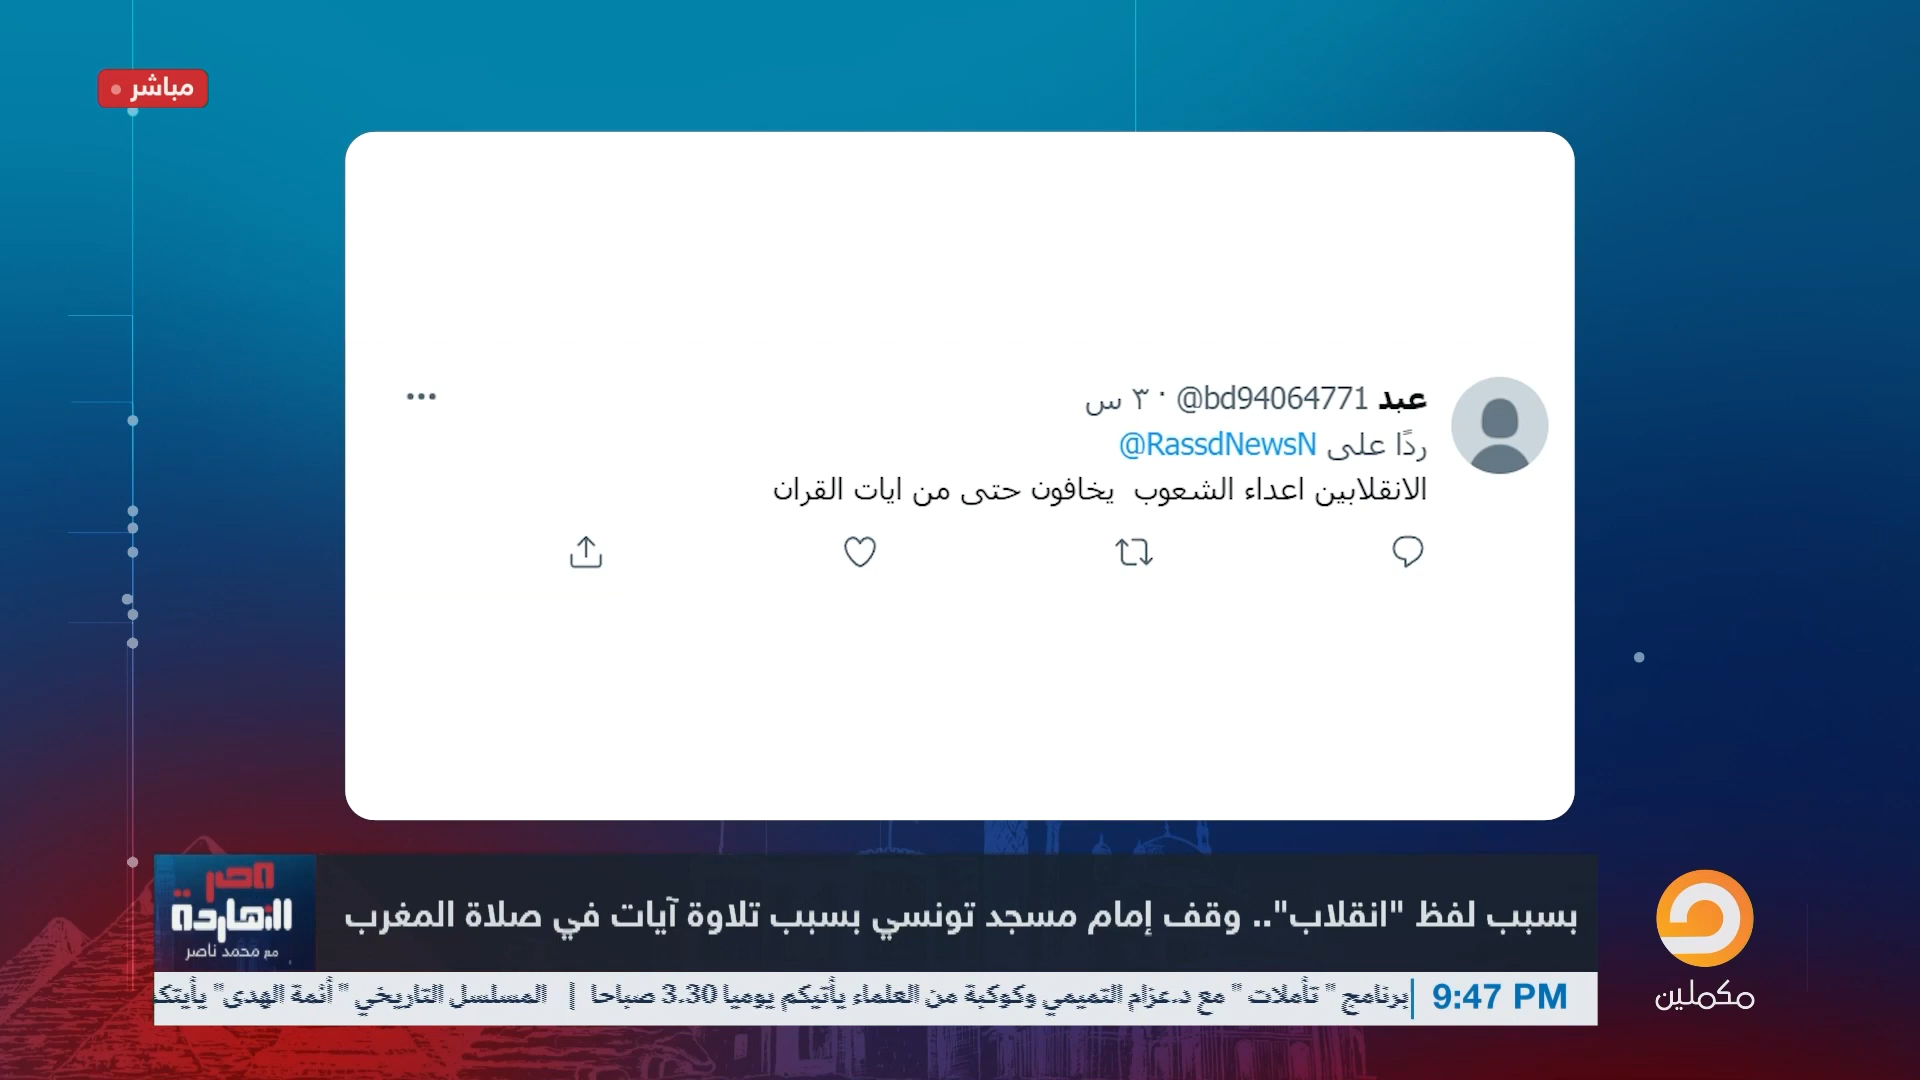 مباشر
عبد @bd94064771 · ٣ س
ردًا على @RassdNewsN
الانقلابين اعداء الشعوب يخافون حتى من ايات القران
مصر
النهاردة
مع محمد ناصر
بسبب لفظ "انقلاب".. وقف إمام مسجد تونسي بسبب تلاوة آيات في صلاة المغرب
9:47 PM
برنامج " تأملات " مع د.عزام التميمي وكوكبة من العلماء يأتيكم يوميا 3.30 صباحا | المسلسل التاريخي " أئمة الهدى" يأيتك
مكملين